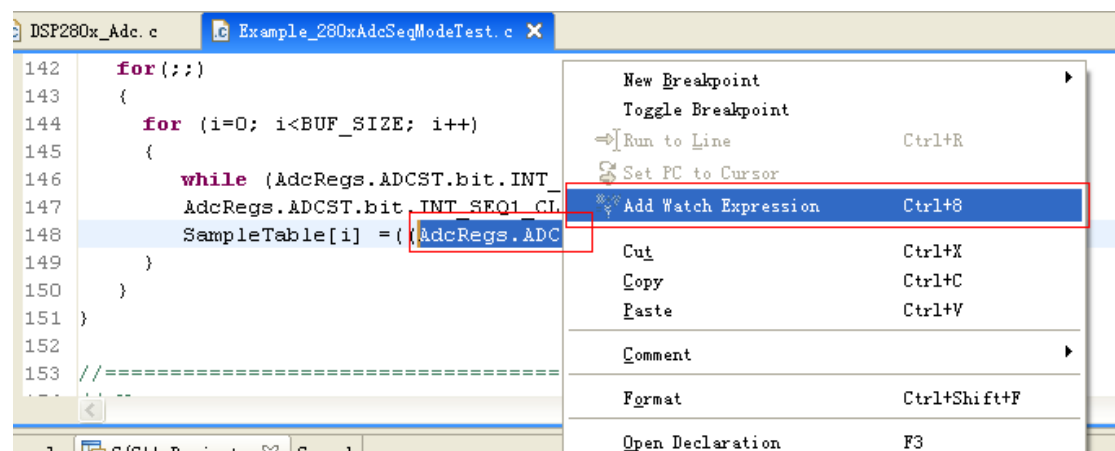 DSP280x_Adc.c Example_280xAdcSeqModeTest.c
142 for(;;)
143 {
144 for (i=0; i<BUF_SIZE; i++)
145 {
146 while (AdcRegs.ADCST.bit.INT_
147 AdcRegs.ADCST.bit.INT_SEQ1_CL
148 SampleTable[i] =((AdcRegs.ADC
149 }
150 }
151 }
152
153 //===================================
New Breakpoint
Toggle Breakpoint
Run to Line Ctrl+R
Set PC to Cursor
Add Watch Expression Ctrl+8
Cut Ctrl+X
Copy Ctrl+C
Paste Ctrl+V
Comment
Format Ctrl+Shift+F
Open Declaration F3